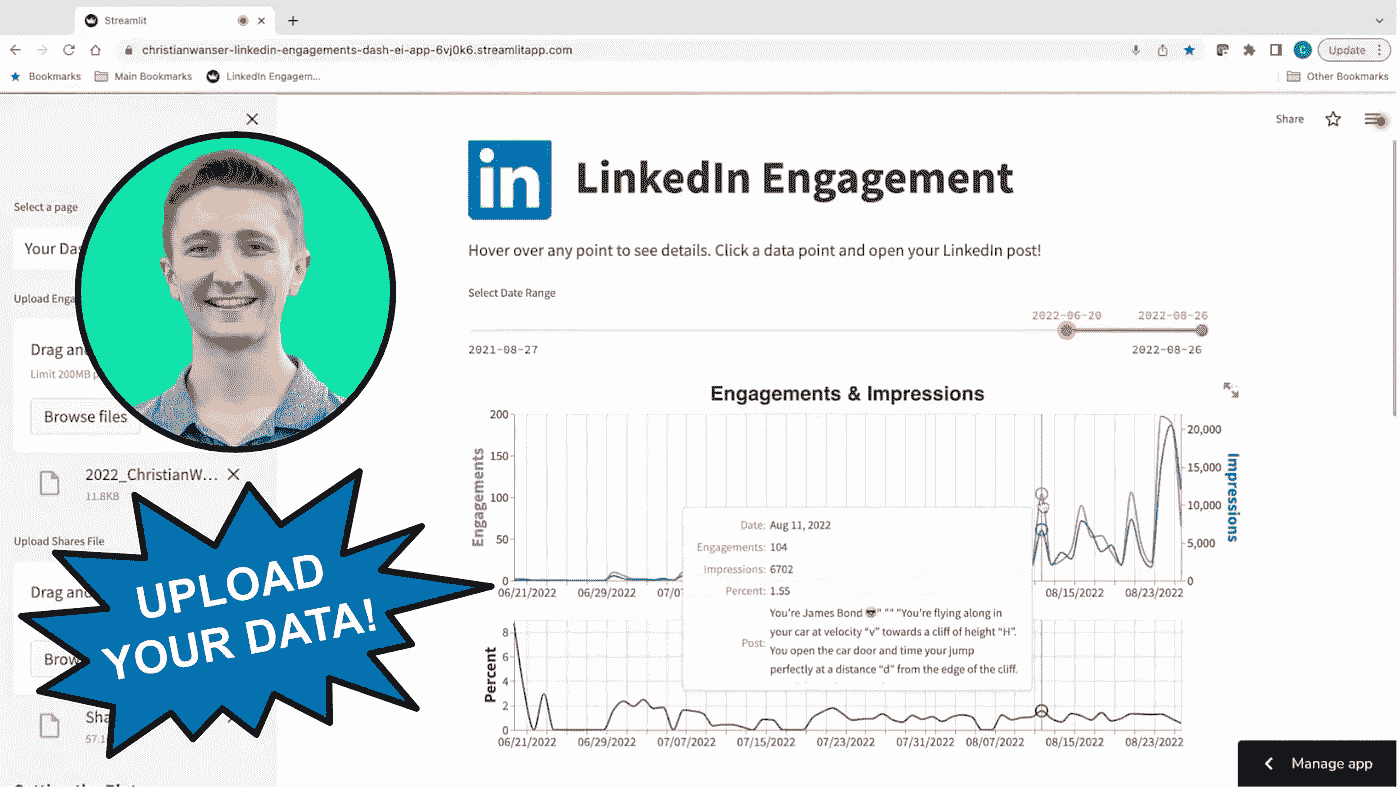 Streamlit
christianwanser-linkedin-engagements-dash-ei-app-6vj0k6.streamlitapp.com
Update
Bookmarks
Main Bookmarks
LinkedIn Engagem...
Other Bookmarks
Share
in
LinkedIn Engagement
Hover over any point to see details. Click a data point and open your LinkedIn post!
Select Date Range
2022-06-20
2022-08-26
2021-08-27
2022-08-26
Select a page
Your Das
Upload Enga
Drag and
Limit 200MB p
Browse files
2022_ChristianW...
11.8KB
Upload Shares File
Drag an
Brow
Sha
57.1
UPLOAD
YOUR DATA!
Engagements & Impressions
Engagements
200
150
100
50
0
20,000
15,000
10,000
5,000
0
Impressions
06/21/2022 06/29/2022 07/07 08/15/2022 08/23/2022
Date: Aug 11, 2022
Engagements: 104
Impressions: 6702
Percent: 1.55
Post: You're James Bond 😎" "" "You're flying along in
your car at velocity “v” towards a cliff of height “H”.
You open the car door and time your jump
perfectly at a distance “d” from the edge of the cliff.
Percent
8
6
4
2
0
06/21/2022 06/29/2022 07/07/2022 07/15/2022 07/23/2022 07/31/2022 08/07/2022 08/15/2022 08/23/2022
Manage app